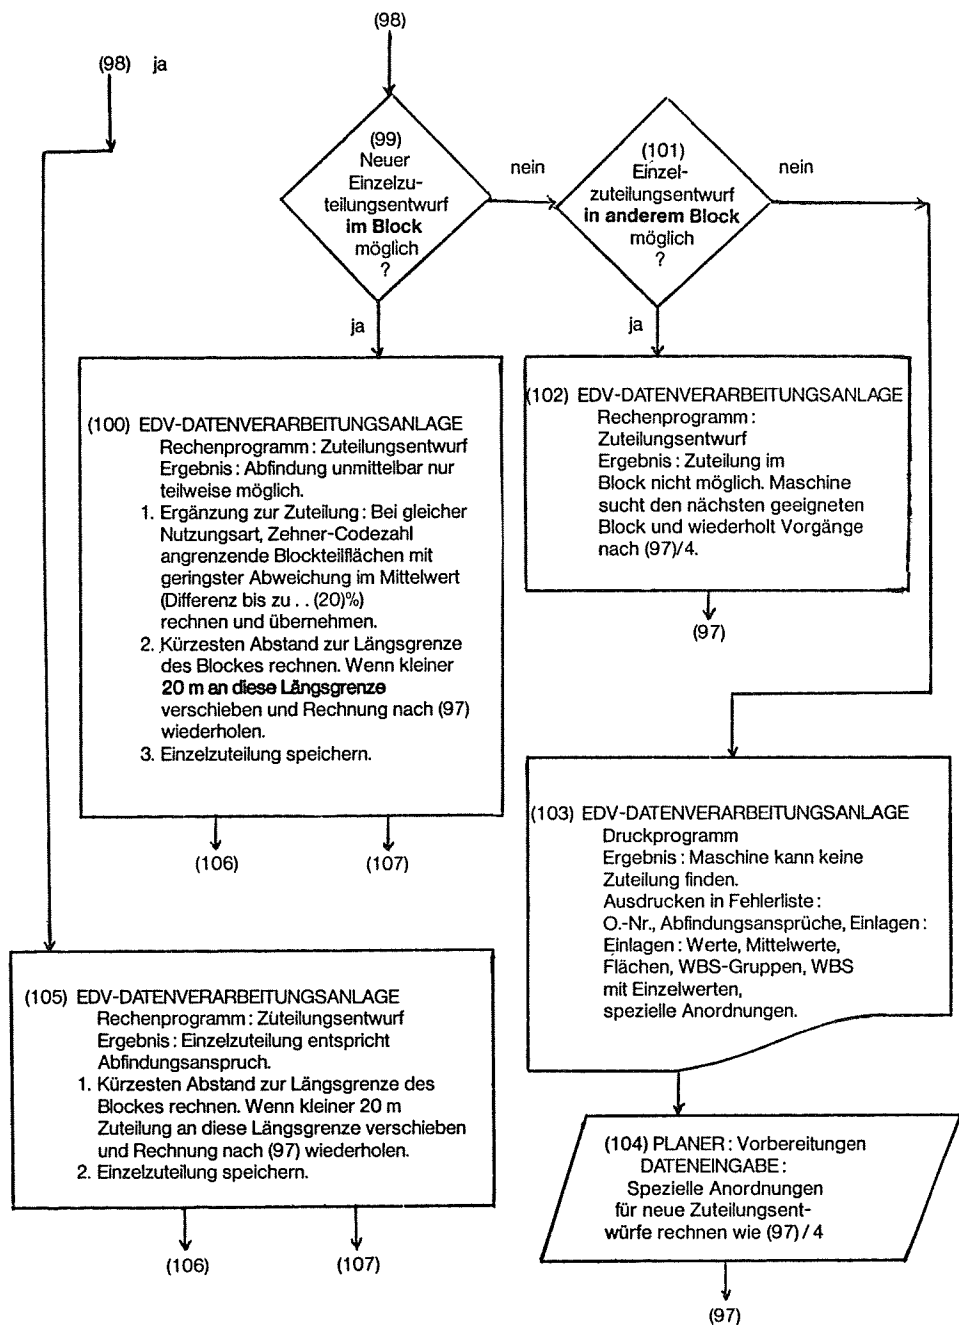 (98)
(98) ja
(99)
Neuer
Einzelzu-
teilungsentwurf
im Block
möglich
?
nein
(101)
Einzel-
zuteilungsentwurf
in anderem Block
möglich
?
nein
ja
ja
(100) EDV-DATENVERARBEITUNGSANLAGE
Rechenprogramm : Zuteilungsentwurf
Ergebnis : Abfindung unmittelbar nur
teilweise möglich.
1. Ergänzung zur Zuteilung : Bei gleicher
Nutzungsart, Zehner-Codezahl
angrenzende Blockteilflächen mit
geringster Abweichung im Mittelwert
(Differenz bis zu . . (20)%)
rechnen und übernehmen.
2. Kürzesten Abstand zur Längsgrenze
des Blockes rechnen. Wenn kleiner
20 m an diese Längsgrenze
verschieben und Rechnung nach (97)
wiederholen.
3. Einzelzuteilung speichern.
(106)
(107)
(102) EDV-DATENVERARBEITUNGSANLAGE
Rechenprogramm :
Zuteilungsentwurf
Ergebnis : Zuteilung im
Block nicht möglich. Maschine
sucht den nächsten geeigneten
Block und wiederholt Vorgänge
nach (97)/4.
(97)
(103) EDV-DATENVERARBEITUNGSANLAGE
Druckprogramm
Ergebnis : Maschine kann keine
Zuteilung finden.
Ausdrucken in Fehlerliste :
O.-Nr., Abfindungsansprüche, Einlagen :
Einlagen : Werte, Mittelwerte,
Flächen, WBS-Gruppen, WBS
mit Einzelwerten,
spezielle Anordnungen.
(105) EDV-DATENVERARBEITUNGSANLAGE
Rechenprogramm : Zuteilungsentwurf
Ergebnis : Einzelzuteilung entspricht
Abfindungsanspruch.
1. Kürzesten Abstand zur Längsgrenze des
Blockes rechnen. Wenn kleiner 20 m
Zuteilung an diese Längsgrenze verschieben
und Rechnung nach (97) wiederholen.
2. Einzelzuteilung speichern.
(106)
(107)
(104) PLANER : Vorbereitungen
DATENEINGABE :
Spezielle Anordnungen
für neue Zuteilungsent-
würfe rechnen wie (97) / 4
(97)